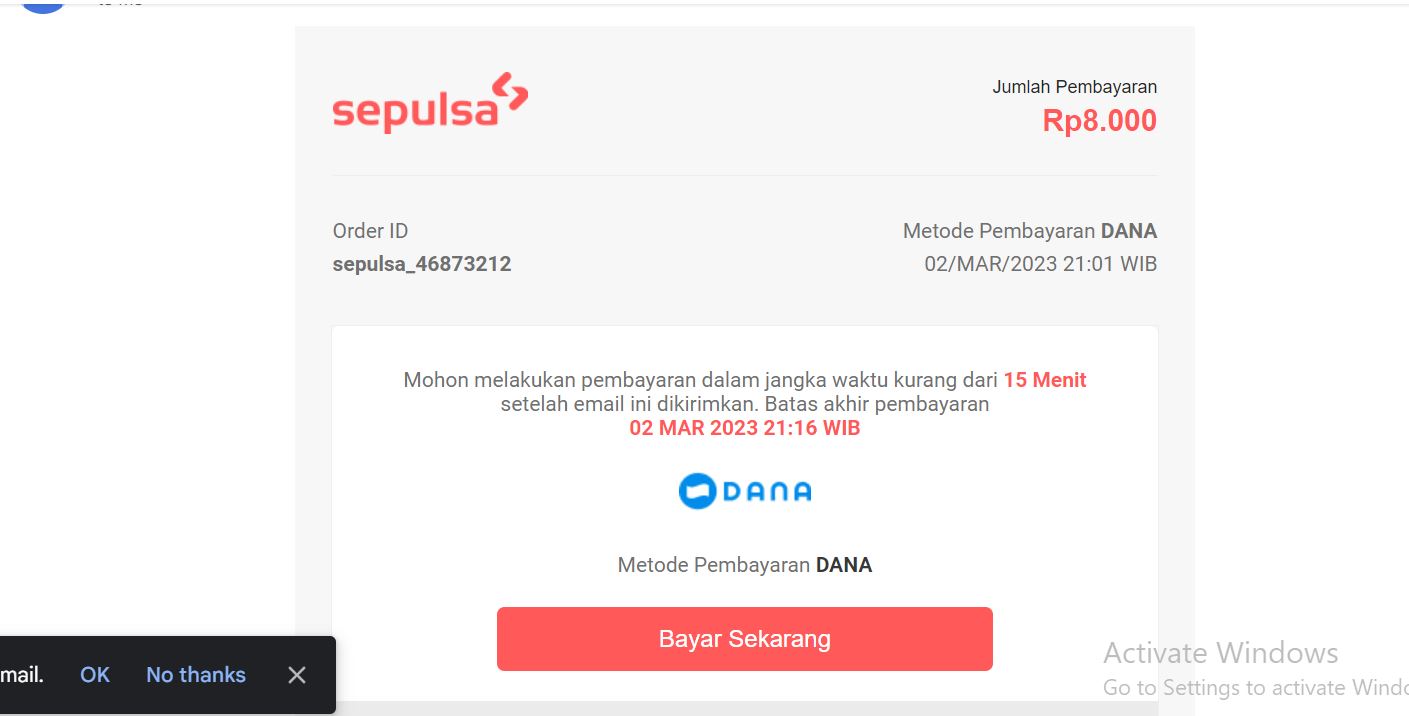 sepulsa
Jumlah Pembayaran
Rp8.000
Order ID
Metode Pembayaran DANA
sepulsa_46873212
02/MAR/2023 21:01 WIB
Mohon melakukan pembayaran dalam jangka waktu kurang dari 15 Menit
setelah email ini dikirimkan. Batas akhir pembayaran
02 MAR 2023 21:16 WIB
DANA
Metode Pembayaran DANA
Bayar Sekarang
mail.
OK
No thanks
Activate Windows
Go to Settings to activate